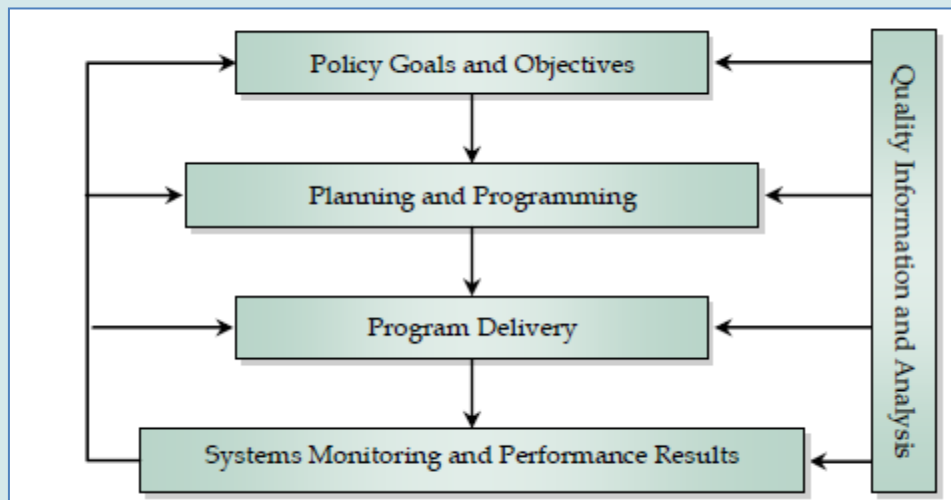 Policy Goals and Objectives
Planning and Programming
Program Delivery
Systems Monitoring and Performance Results
Quality Information and Analysis